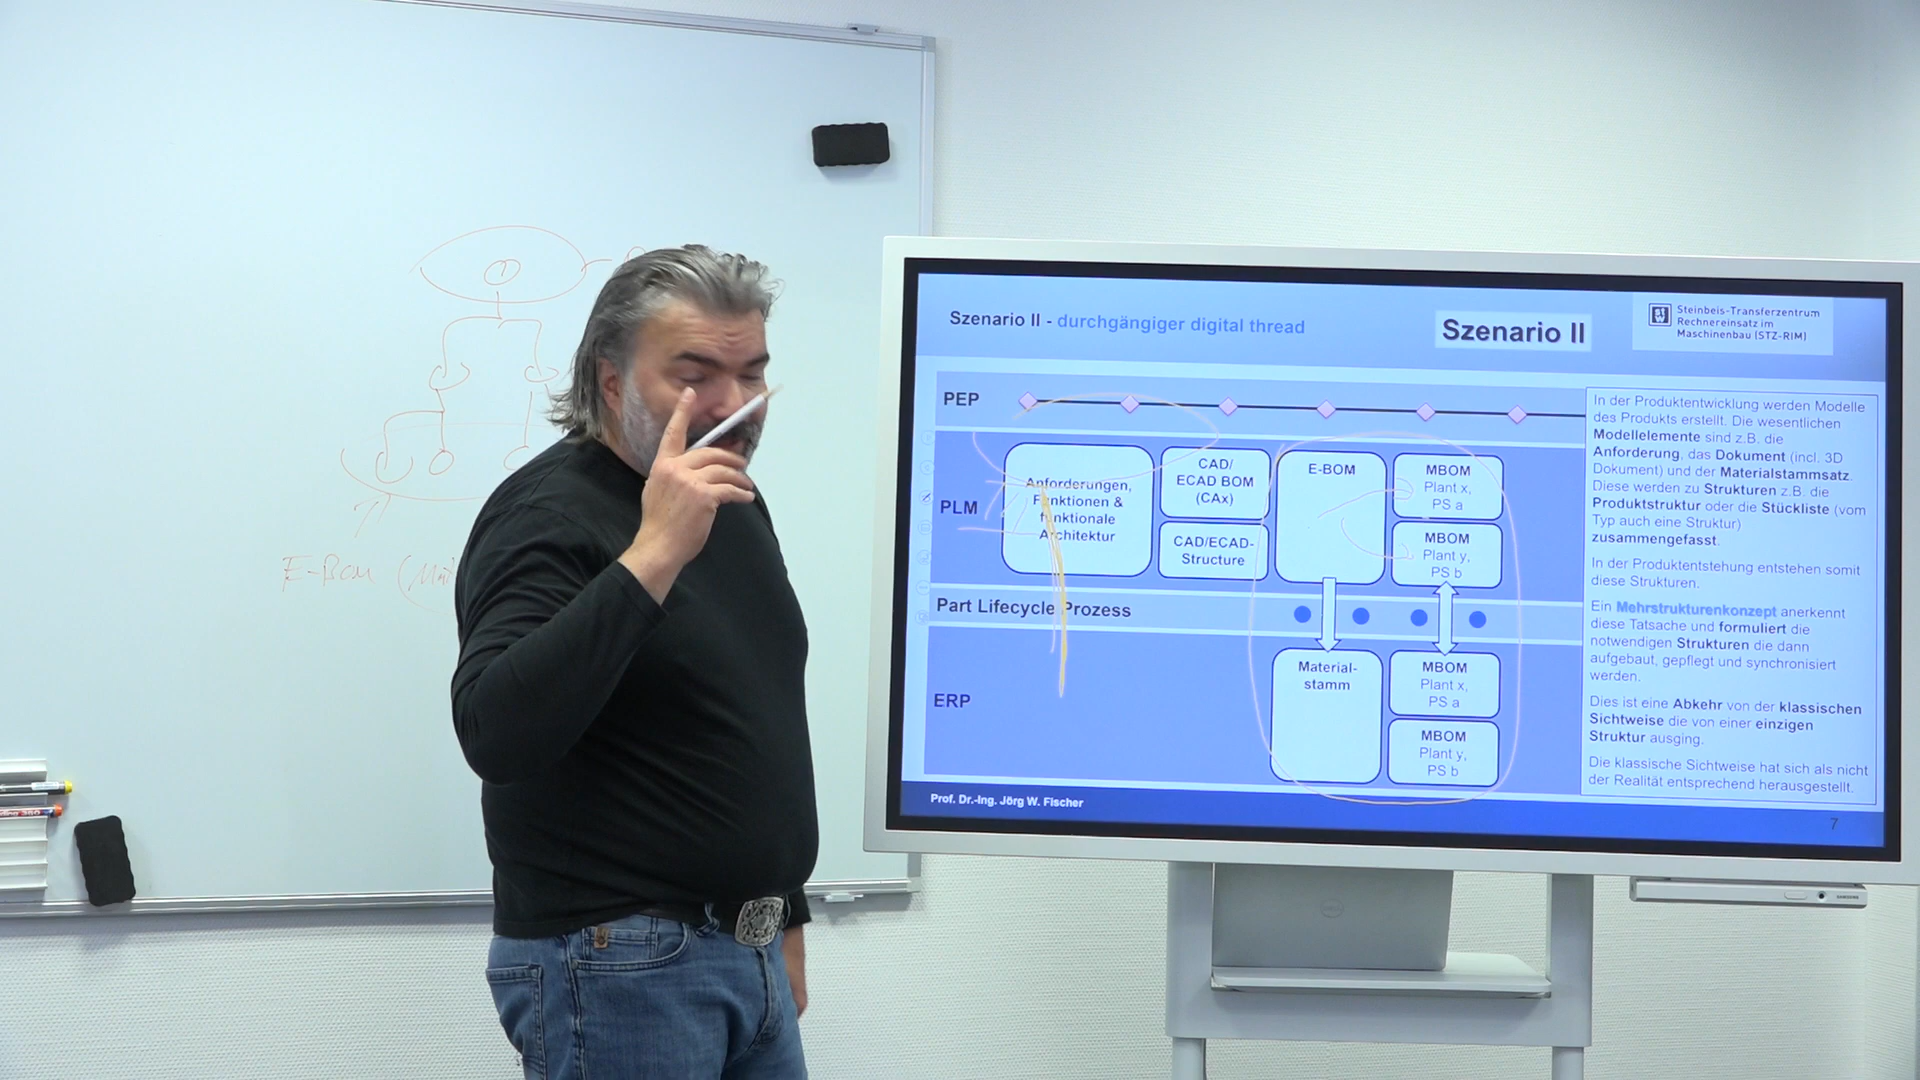 E-BOM
Szenario II - durchgängiger digital thread
Szenario II
Steinbeis-Transferzentrum
Rechnereinsatz im
Maschinenbau (STZ-RIM)
PEP
PLM
Anforderungen,
Funktionen &
funktionale
Architektur
CAD/
ECAD BOM
(CAx)
CAD/ECAD-
Structure
E-BOM
MBOM
Plant x,
PS a
MBOM
Plant y,
PS b
Part Lifecycle Prozess
ERP
Material-
stamm
MBOM
Plant x,
PS a
MBOM
Plant y,
PS b
In der Produktentwicklung werden Modelle
des Produkts erstellt. Die wesentlichen
Modellelemente sind z.B. die
Anforderung, das Dokument (incl. 3D
Dokument) und der Materialstammsatz.
Diese werden zu Strukturen z.B. die
Produktstruktur oder die Stückliste (vom
Typ auch eine Struktur)
zusammengefasst.
In der Produktentstehung entstehen somit
diese Strukturen.
Ein Mehrstrukturenkonzept anerkennt
diese Tatsache und formuliert die
notwendigen Strukturen die dann
aufgebaut, gepflegt und synchronisiert
werden.
Dies ist eine Abkehr von der klassischen
Sichtweise die von einer einzigen
Struktur ausging.
Die klassische Sichtweise hat sich als nicht
der Realität entsprechend herausgestellt.
Prof. Dr.-Ing. Jörg W. Fischer
7
SAMSUNG